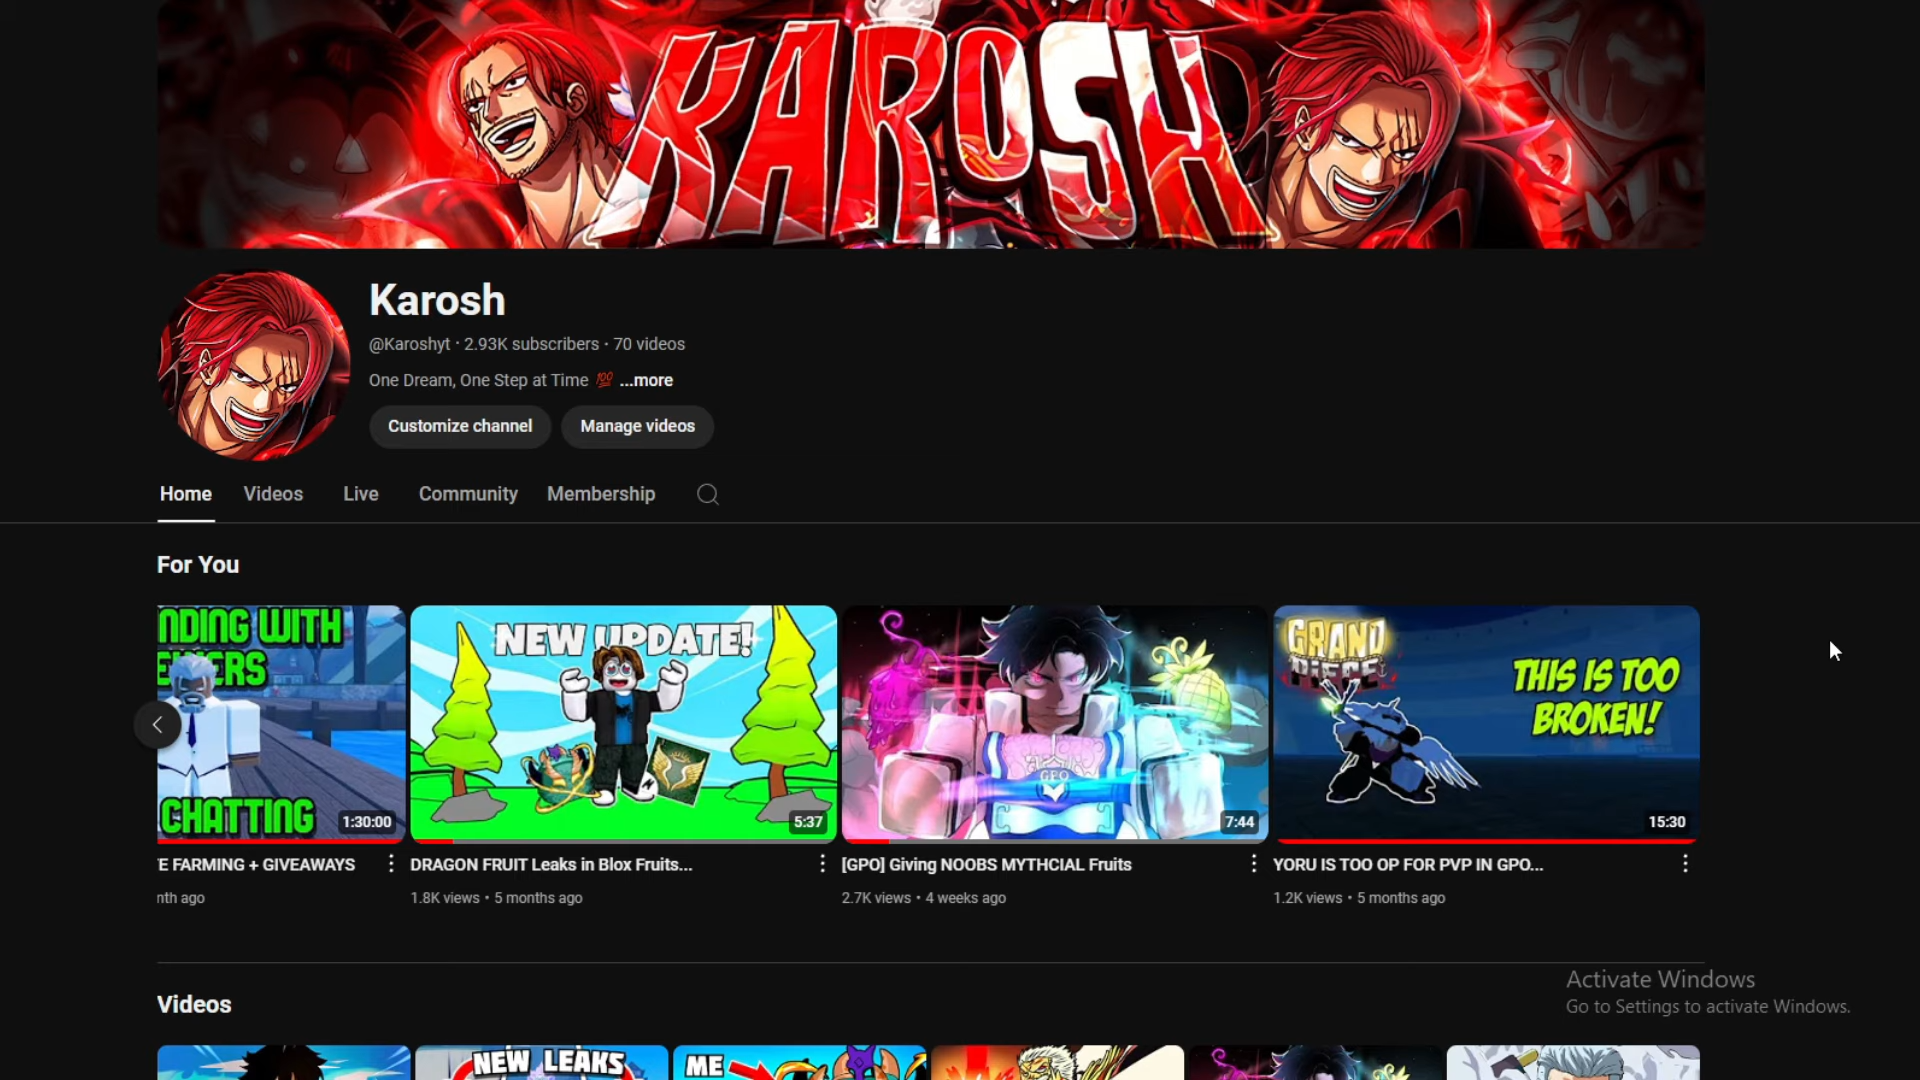 KAROSH
Karosh
@Karoshyt · 2.93K subscribers · 70 videos
One Dream, One Step at Time 💯 ...more
Customize channel
Manage videos
Home
Videos
Live
Community
Membership
For You
NDING WITH
CHATTING
1:30:00
E FARMING + GIVEAWAYS
nth ago
NEW UPDATE!
5:37
DRAGON FRUIT Leaks in Blox Fruits...
1.8K views • 5 months ago
GPO
7:44
[GPO] Giving NOOBS MYTHCIAL Fruits
2.7K views • 4 weeks ago
GRAND
PIECE
THIS IS TOO
BROKEN!
15:30
YORU IS TOO OP FOR PVP IN GPO...
1.2K views • 5 months ago
Activate Windows
Go to Settings to activate Windows.
Videos
NEW LEAKS
ME